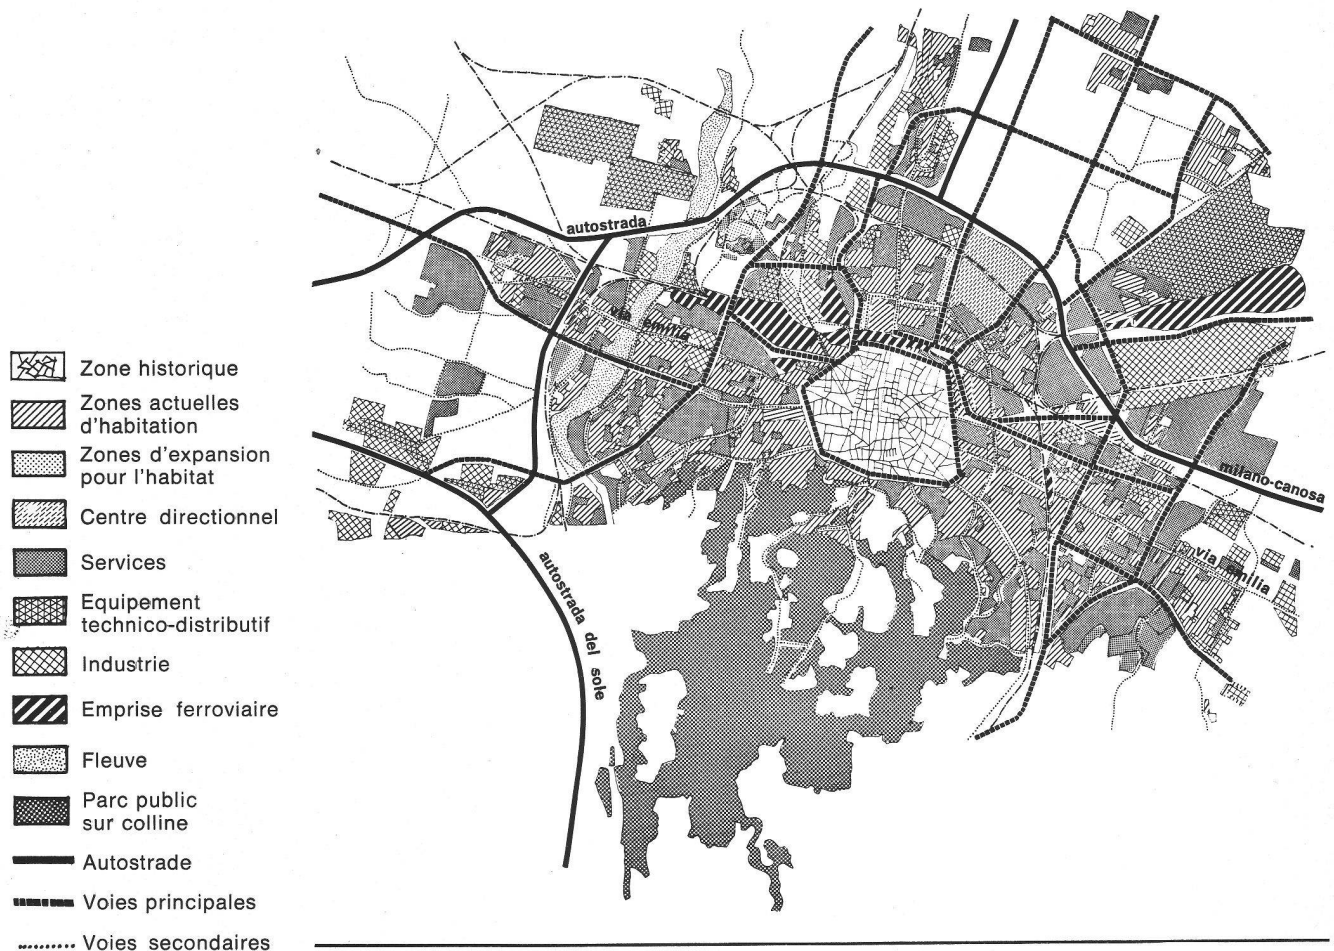 Zone historique
Zones actuelles
d'habitation
Zones d'expansion
pour l'habitat
Centre directionnel
Services
Equipement
technico-distributif
Industrie
Emprise ferroviaire
Fleuve
Parc public
sur colline
Autostrade
Voies principales
Voies secondaires
autostrada
via emilia
milano-canosa
via emilia
autostrada del sole